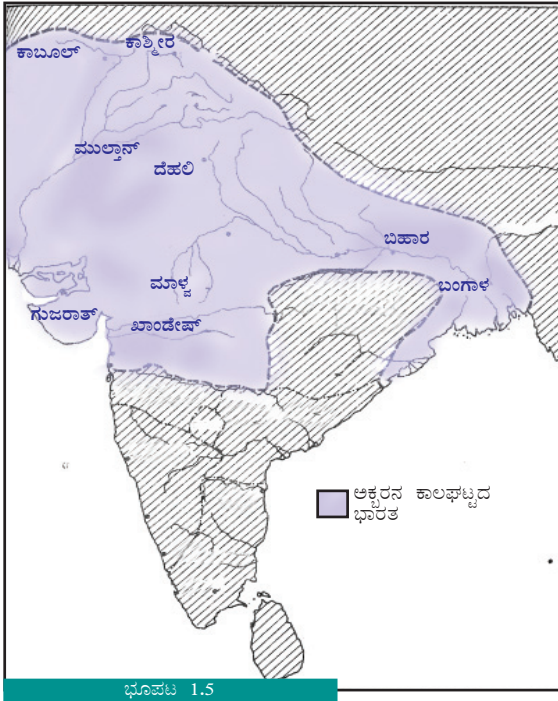 ಕಾಶ್ಮೀರ
ಕಾಬೂಲ್
ಮುಲ್ತಾನ್
ದೆಹಲಿ
ಬಿಹಾರ
ಮಾಳ್ವ
ಬಂಗಾಳ
ಗುಜರಾತ್
ಖಾಂಡೇಷ್
ಅಕ್ಬರನ ಕಾಲಘಟ್ಟದ
ಭಾರತ
ಭೂಪಟ 1.5